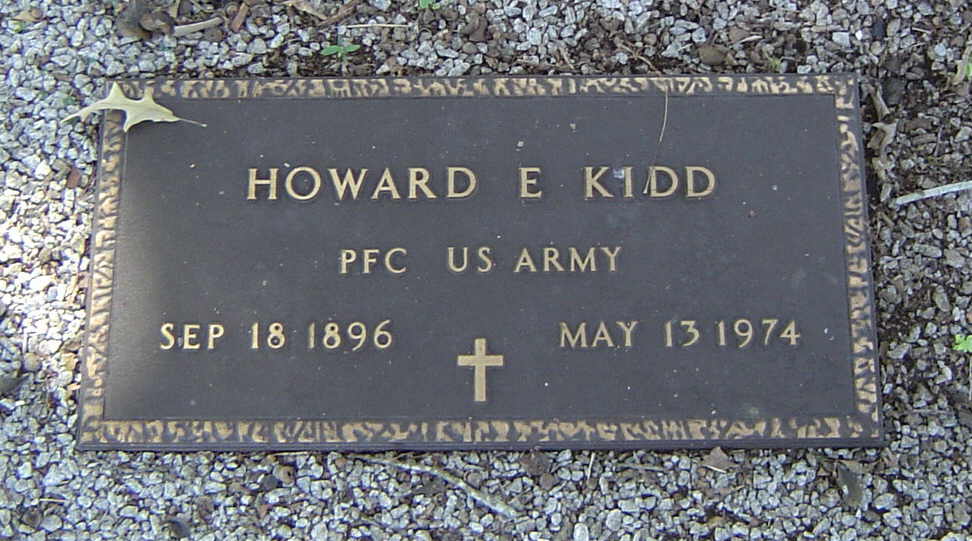 HOWARD E KIDD
PFC US ARMY
SEP 18 1896 MAY 13 1974